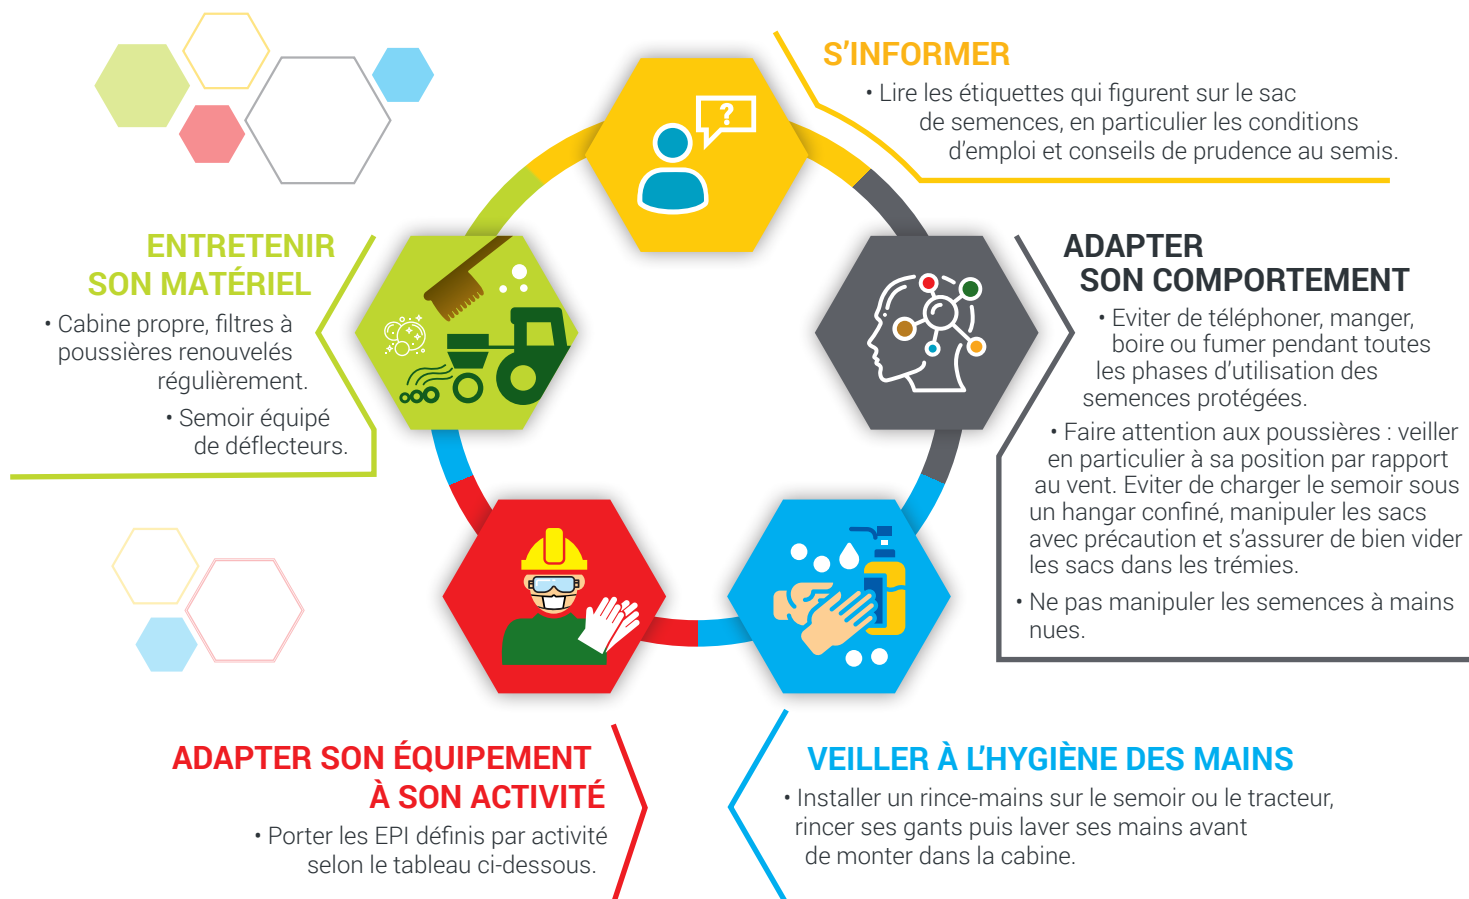 S'INFORMER
• Lire les étiquettes qui figurent sur le sac
de semences, en particulier les conditions
d'emploi et conseils de prudence au semis.
?
ADAPTER
SON COMPORTEMENT
• Eviter de téléphoner, manger,
boire ou fumer pendant toutes
les phases d'utilisation des
semences protégées.
• Faire attention aux poussières : veiller
en particulier à sa position par rapport
au vent. Eviter de charger le semoir sous
un hangar confiné, manipuler les sacs
avec précaution et s'assurer de bien vider
les sacs dans les trémies.
• Ne pas manipuler les semences à mains
nues.
VEILLER À L'HYGIÈNE DES MAINS
• Installer un rince-mains sur le semoir ou le tracteur,
rincer ses gants puis laver ses mains avant
de monter dans la cabine.
ADAPTER SON ÉQUIPEMENT
À SON ACTIVITÉ
• Porter les EPI définis par activité
selon le tableau ci-dessous.
ENTRETENIR
SON MATÉRIEL
• Cabine propre, filtres à
poussières renouvelés
régulièrement.
• Semoir équipé
de déflecteurs.